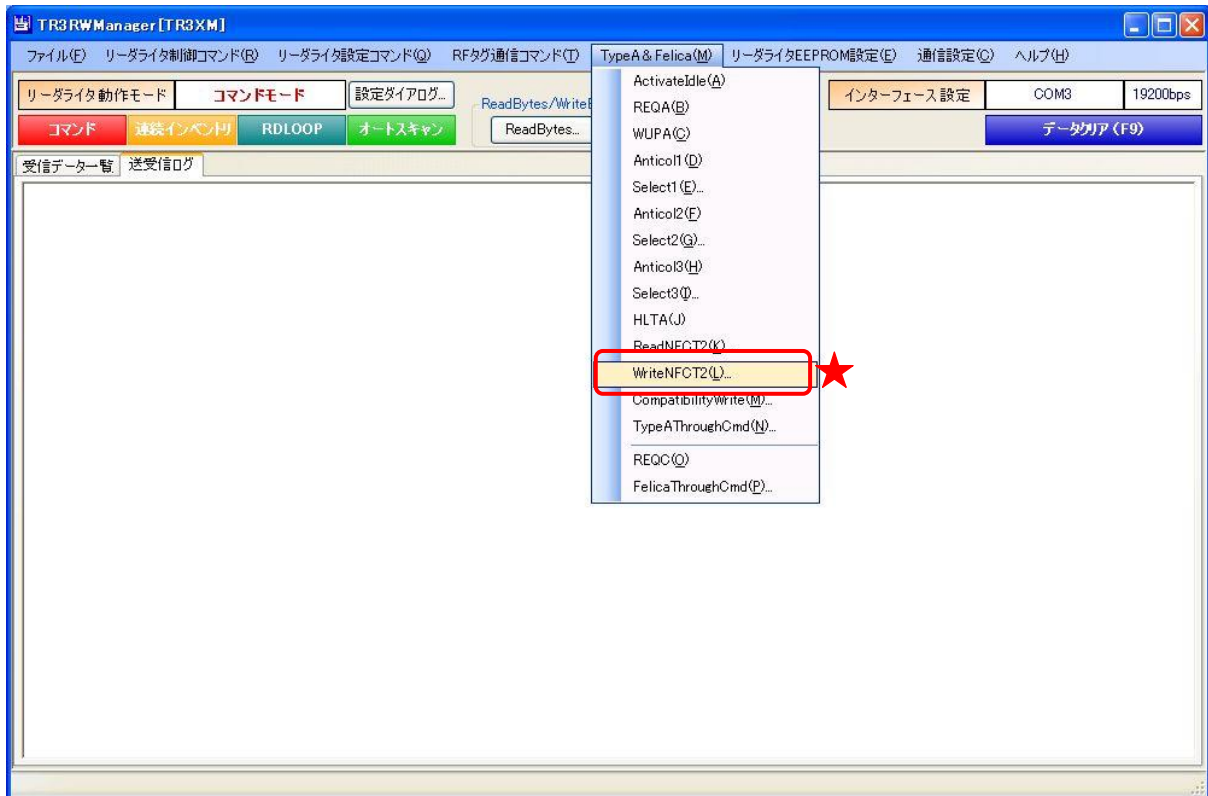 TR3RWManager[TR3XM]
ファイル(F) リーダライタ制御コマンド(R) リーダライタ設定コマンド(Q) RFタグ通信コマンド(T) TypeA&Felica(M) リーダライタEEPROM設定(E) 通信設定(C) ヘルプ(H)
リーダライタ動作モード コマンドモード 設定ダイアログ... ReadBytes/Write インターフェース設定 COM3 19200bps
コマンド 連続インベントリ RDLOOP オートスキャン ReadBytes... データクリア(F9)
受信データ一覧 送受信ログ
ActivateIdle(A)
REQA(B)
WUPA(C)
Anticol1(D)
Select1(E)...
Anticol2(F)
Select2(G)...
Anticol3(H)
Select3(I)...
HLTA(J)
ReadNFCT2(K)
WriteNFCT2(L)...
CompatibilityWrite(M)...
TypeAThroughCmd(N)...
REQC(O)
FelicaThroughCmd(P)...